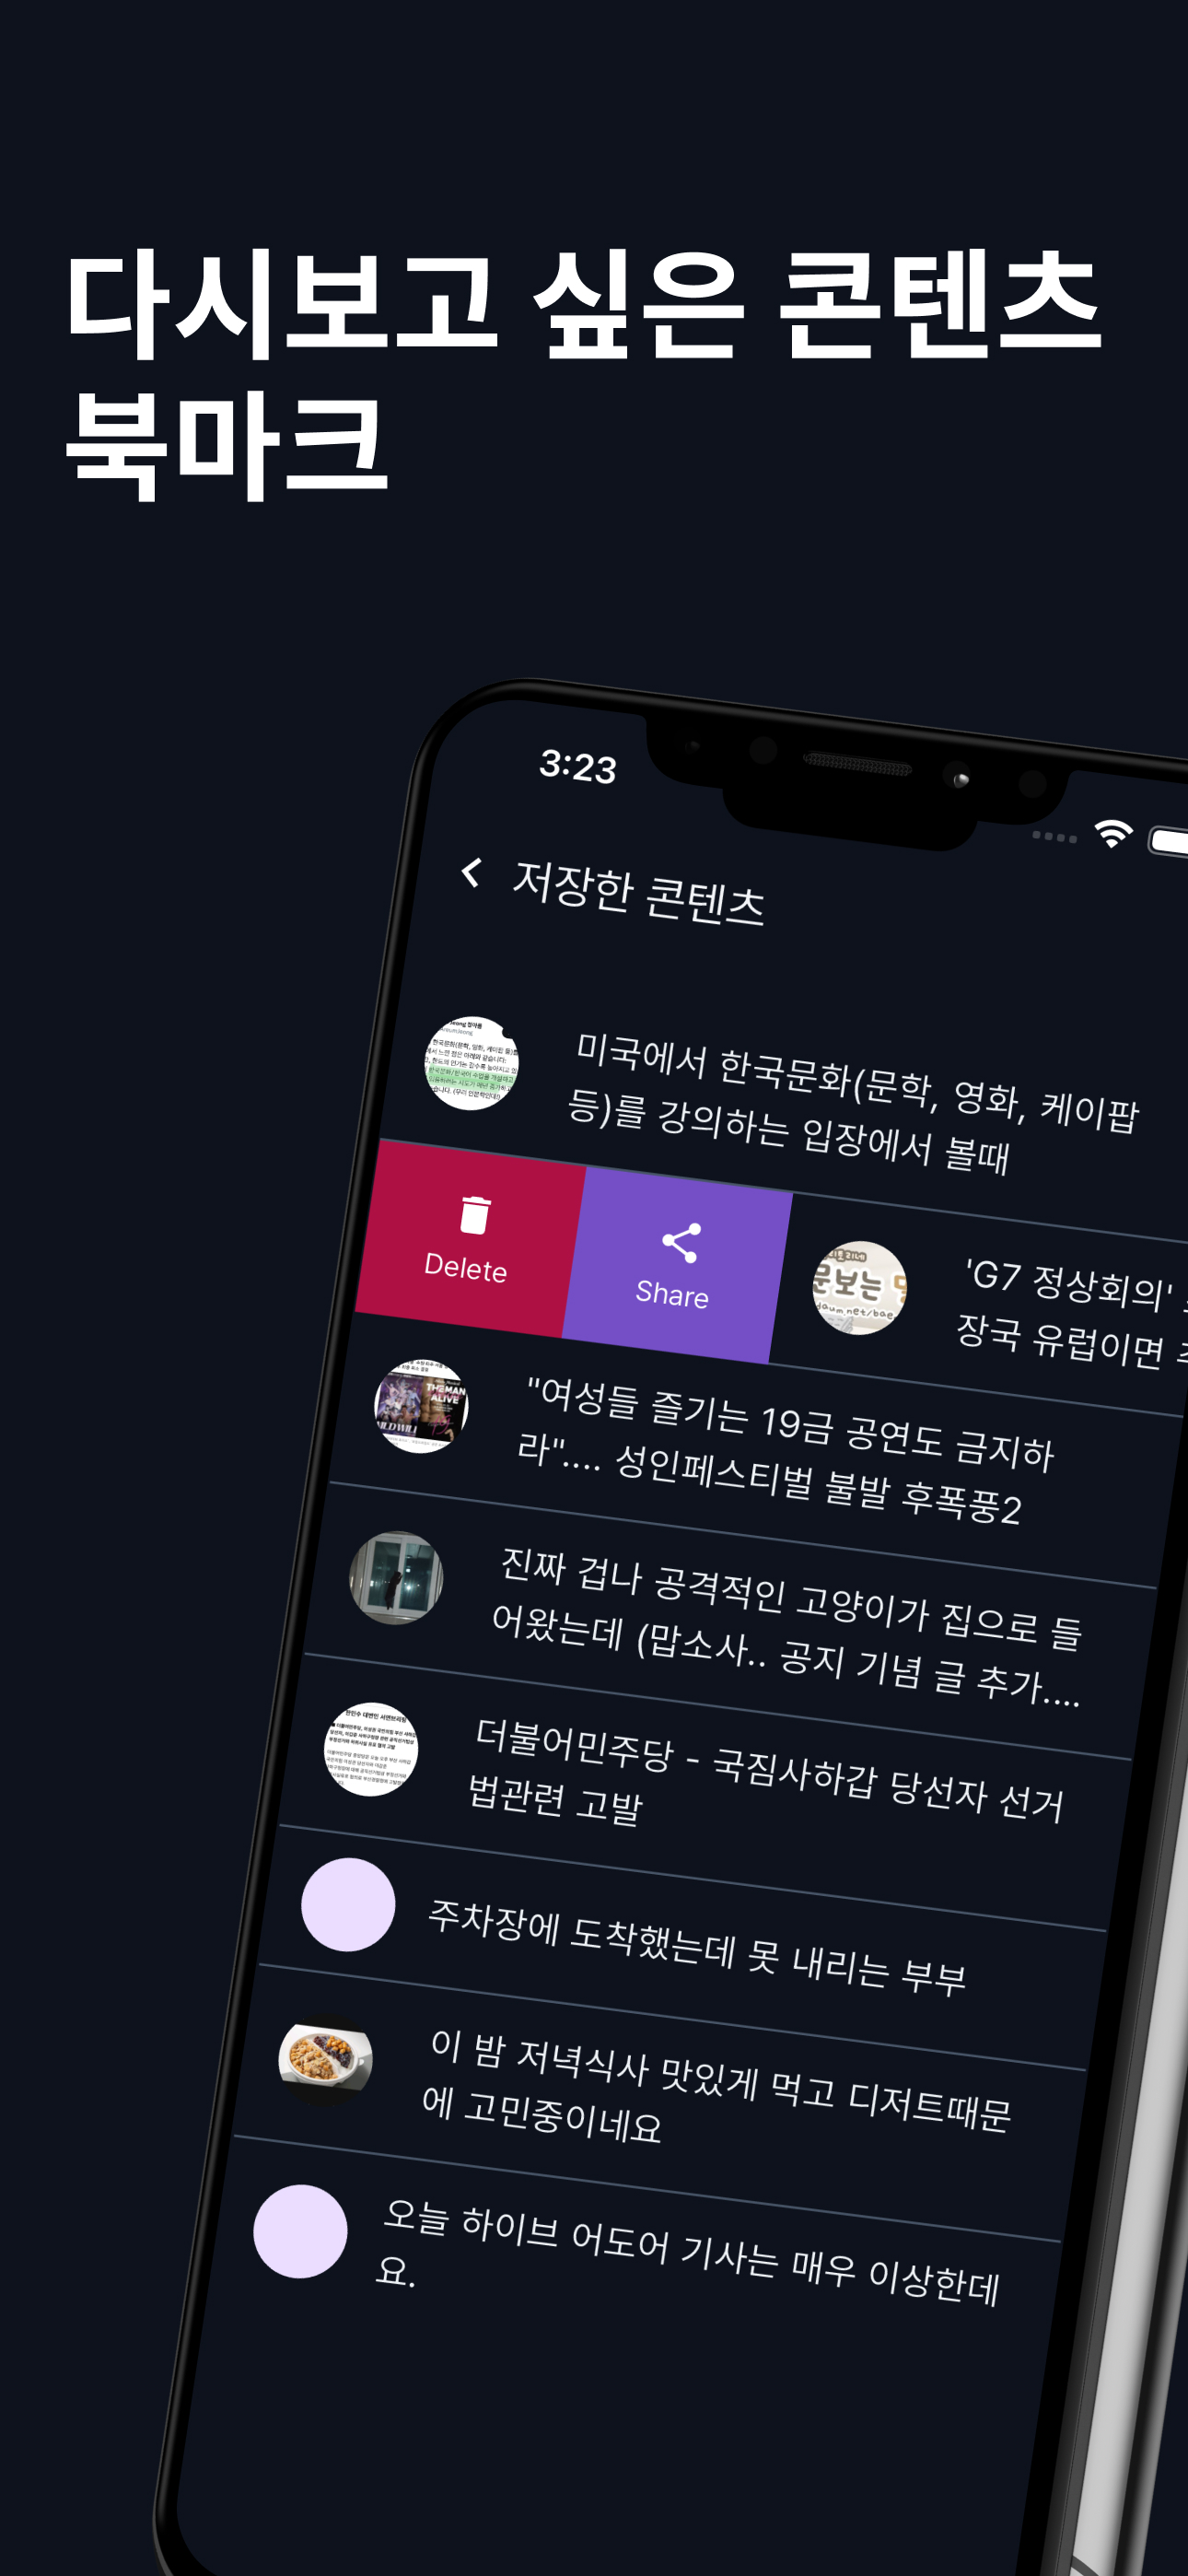 다시보고 싶은 콘텐츠
북마크
3:23
저장한 콘텐츠
미국에서 한국문화(문학, 영화, 케이팝
등)를 강의하는 입장에서 볼때
Delete
Share
문보는
'G7 정상회의'
장국 유럽이면
THE MAN
ALIVE
"여성들 즐기는 19금 공연도 금지하
라".... 성인페스티벌 불발 후폭풍2
진짜 겁나 공격적인 고양이가 집으로 들
어왔는데 (맙소사.. 공지 기념 글 추가....
더불어민주당 - 국짐사하갑 당선자 선거
법관련 고발
주차장에 도착했는데 못 내리는 부부
이 밤 저녁식사 맛있게 먹고 디저트때문
에 고민중이네요
오늘 하이브 어도어 기사는 매우 이상한데
요.